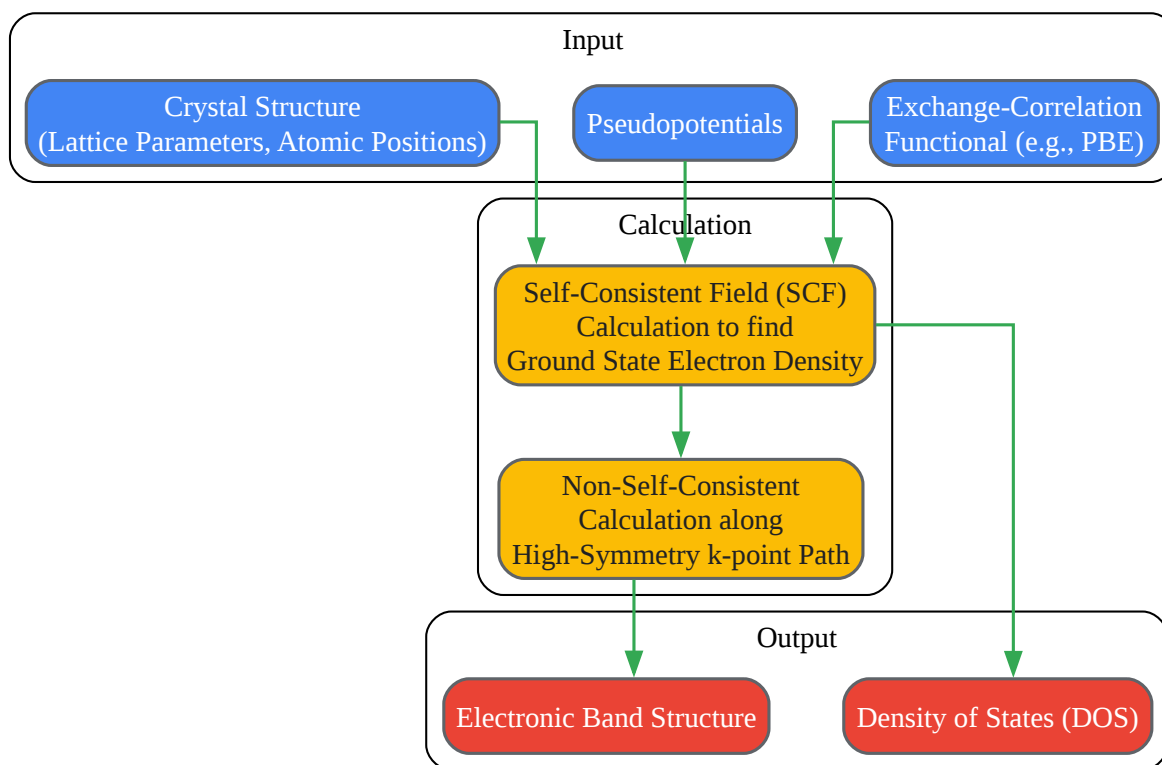 Input
Crystal Structure
(Lattice Parameters, Atomic Positions)
Pseudopotentials
Exchange-Correlation
Functional (e.g., PBE)
Calculation
Self-Consistent Field (SCF)
Calculation to find
Ground State Electron Density
Non-Self-Consistent
Calculation along
High-Symmetry k-point Path
Output
Electronic Band Structure
Density of States (DOS)